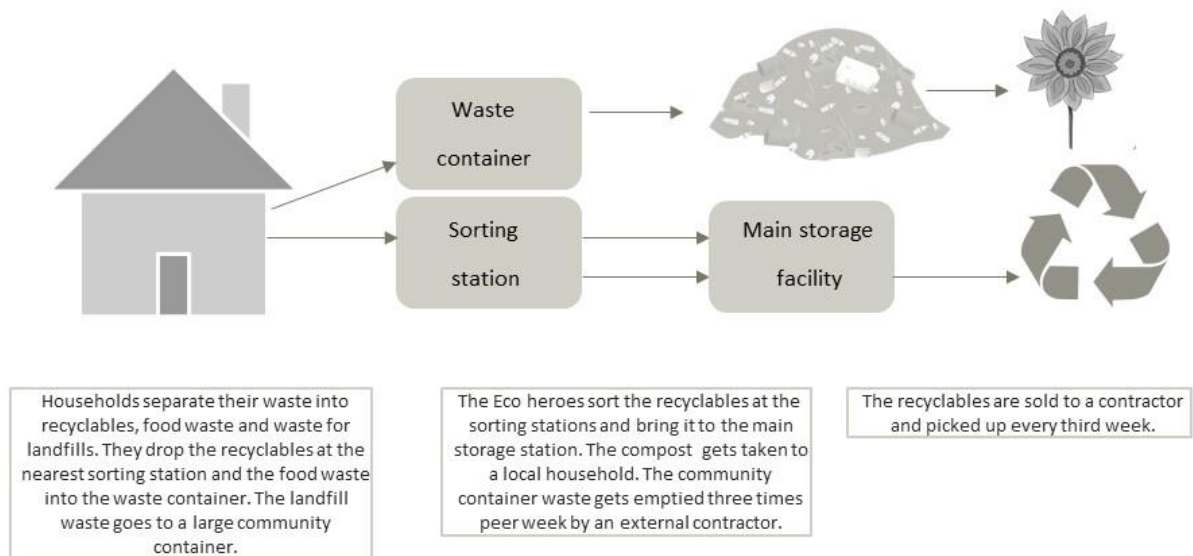 Waste
container
Sorting
station
Main storage
facility
Households separate their waste into
recyclables, food waste and waste for
landfills. They drop the recyclables at the
nearest sorting station and the food waste
into the waste container. The landfill
waste goes to a large community
container.
The Eco heroes sort the recyclables at the
sorting stations and bring it to the main
storage station. The compost gets taken to
a local household. The community
container waste gets emptied three times
peer week by an external contractor.
The recyclables are sold to a contractor
and picked up every third week.